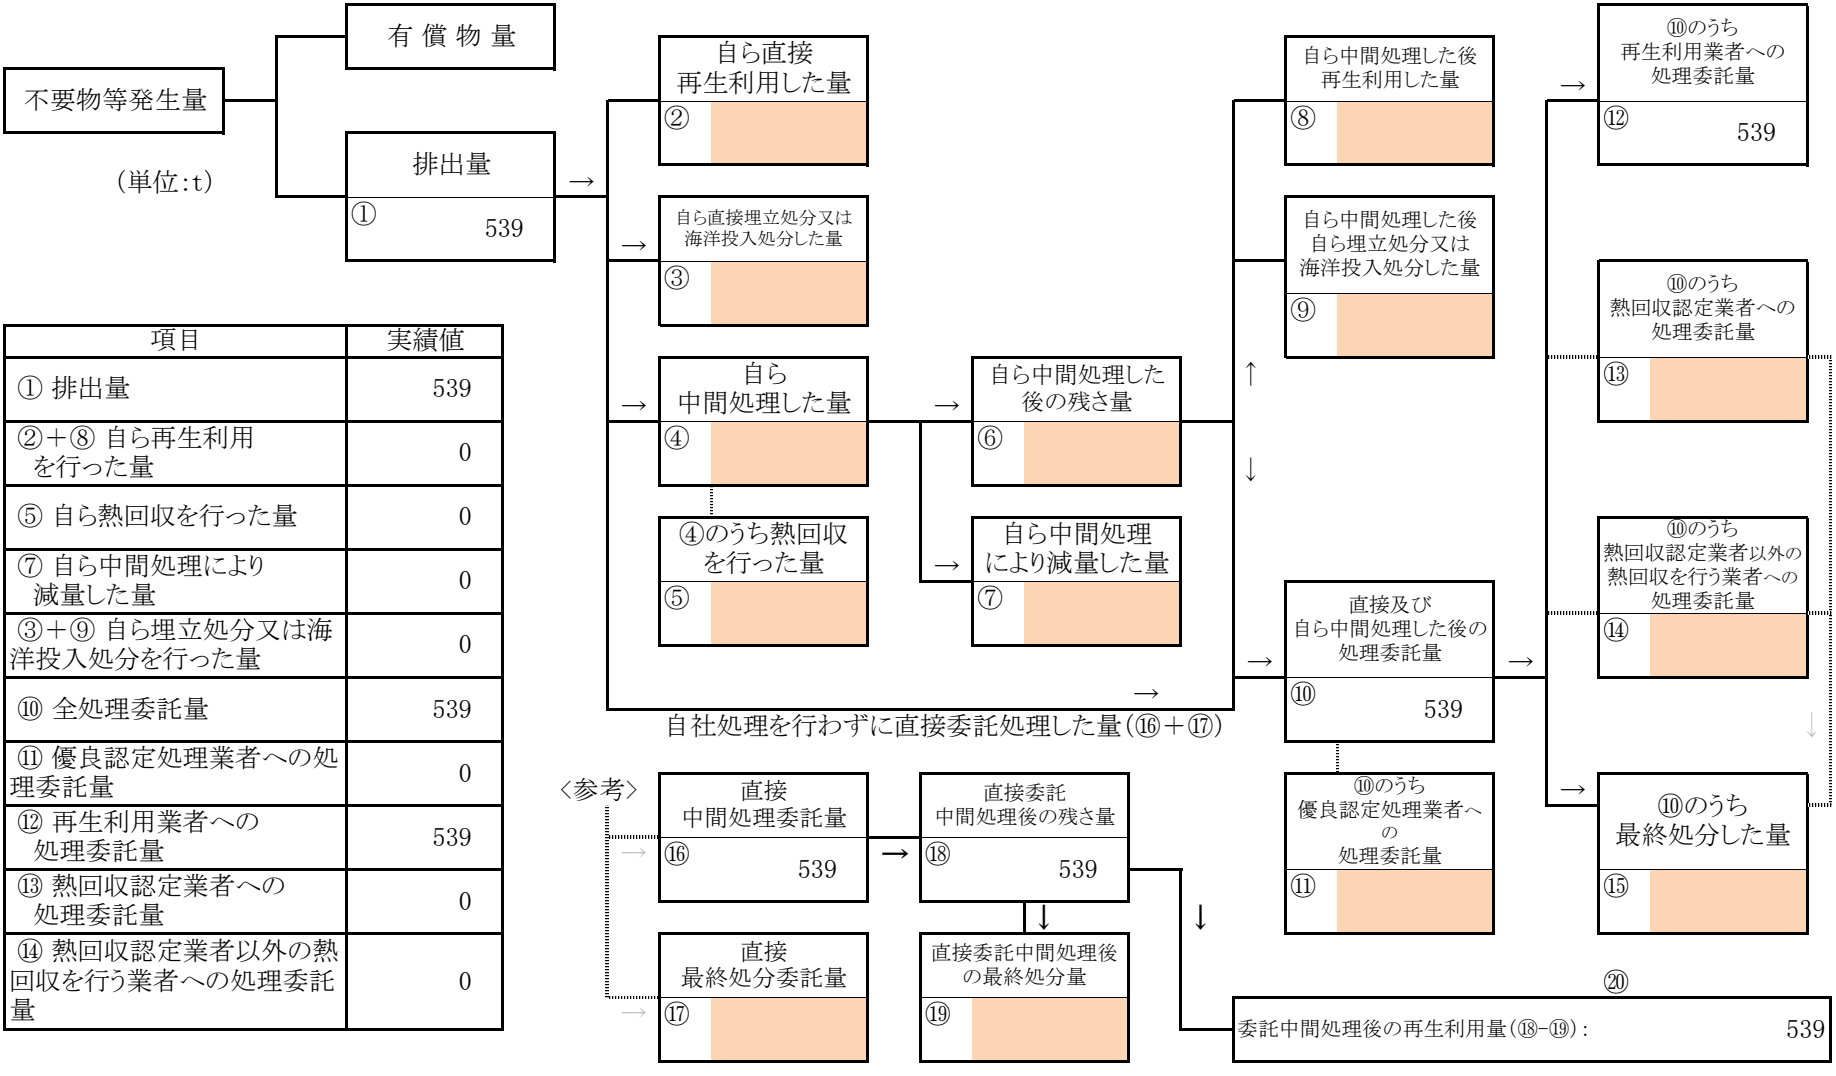 不要物等発生量
(単位:t)
有 償 物 量
排出量
①
539
→
自ら直接
再生利用した量
②
自ら直接埋立処分又は
海洋投入処分した量
→
③
自ら
中間処理した量
→
④
④のうち熱回収
を行った量
⑤
自ら中間処理した
後の残さ量
→
⑥
自ら中間処理
により減量した量
→
⑦
自ら中間処理した後
再生利用した量
⑧
自ら中間処理した後
自ら埋立処分又は
海洋投入処分した量
⑨
↑
↓
直接及び
自ら中間処理した後の
処理委託量
→
⑩
539
→
⑩のうち
優良認定処理業者へ
の
処理委託量
⑪
⑩のうち
再生利用業者への
処理委託量
→
⑫
539
⑩のうち
熱回収認定業者への
処理委託量
⑬
⑩のうち
熱回収認定業者以外の
熱回収を行う業者への
処理委託量
⑭
↓
⑩のうち
最終処分した量
→
⑮
→
自社処理を行わずに直接委託処理した量(⑯+⑰)
項目 実績値
① 排出量 539
②+⑧ 自ら再生利用
を行った量 0
⑤ 自ら熱回収を行った量 0
⑦ 自ら中間処理により
減量した量 0
③+⑨ 自ら埋立処分又は海
洋投入処分を行った量 0
⑩ 全処理委託量 539
⑪ 優良認定処理業者への処
理委託量 0
⑫ 再生利用業者への
処理委託量 539
⑬ 熱回収認定業者への
処理委託量 0
⑭ 熱回収認定業者以外の熱
回収を行う業者への処理委託
量 0
<参考>
直接
中間処理委託量
→
⑯
539
→
直接委託
中間処理後の残さ量
⑱
539
↓
↓
直接
最終処分委託量
→
⑰
直接委託中間処理後
の最終処分量
⑲
⑳
委託中間処理後の再生利用量(⑱-⑲): 539